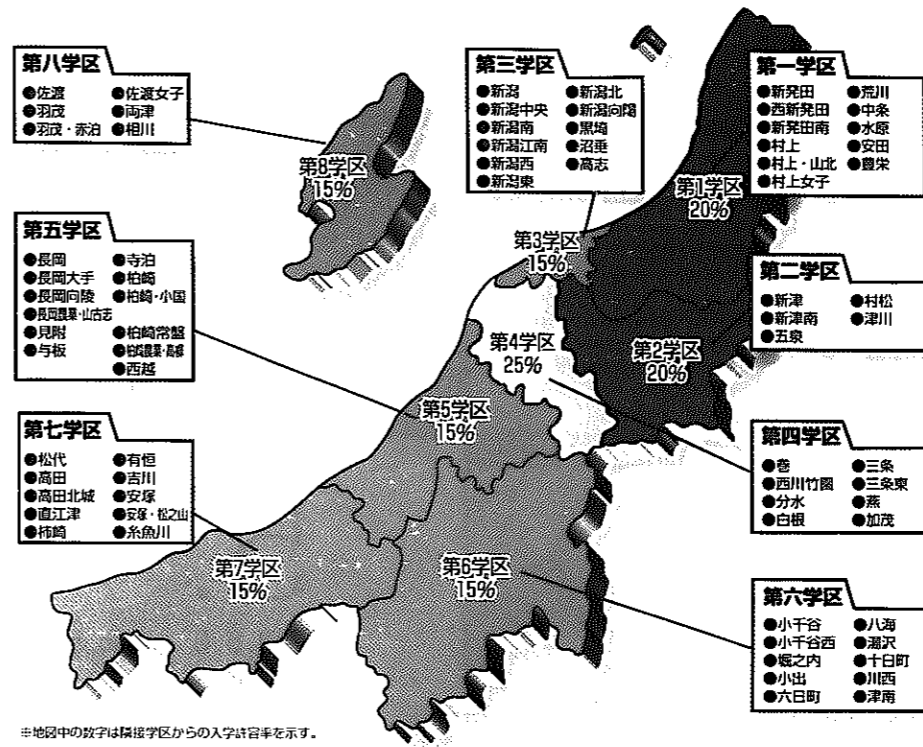 第八学区
●佐渡 ●佐渡女子
●羽茂 ●両津
●羽茂・赤泊 ●相川
第三学区
●新潟 ●新潟北
●新潟中央 ●新潟向陽
●新潟南 ●黒埼
●新潟江南 ●沼垂
●新潟西 ●高志
●新潟東
第一学区
●新発田 ●荒川
●西新発田 ●中条
●新発田南 ●水原
●村上 ●安田
●村上・山北 ●豊栄
●村上女子
第8学区
15%
第1学区
20%
第3学区
15%
第五学区
●長岡 ●寺泊
●長岡大手 ●柏崎
●長岡向陵 ●柏崎・小国
●長岡農業・山古志
●見附 ●柏崎常盤
●与板 ●柏崎農業・高柳
●西越
第二学区
●新津 ●村松
●新津南 ●津川
●五泉
第4学区
25%
第2学区
20%
第5学区
15%
第七学区
●松代 ●有恒
●高田 ●吉川
●高田北城 ●安塚
●直江津 ●安塚・松之山
●柿崎 ●糸魚川
第四学区
●巻 ●三条
●西川竹園 ●三条東
●分水 ●燕
●白根 ●加茂
第7学区
15%
第6学区
15%
第六学区
●小千谷 ●八海
●小千谷西 ●湯沢
●堀之内 ●十日町
●小出 ●川西
●六日町 ●津南
※地図中の数字は隣接学区からの入学許容率を示す。